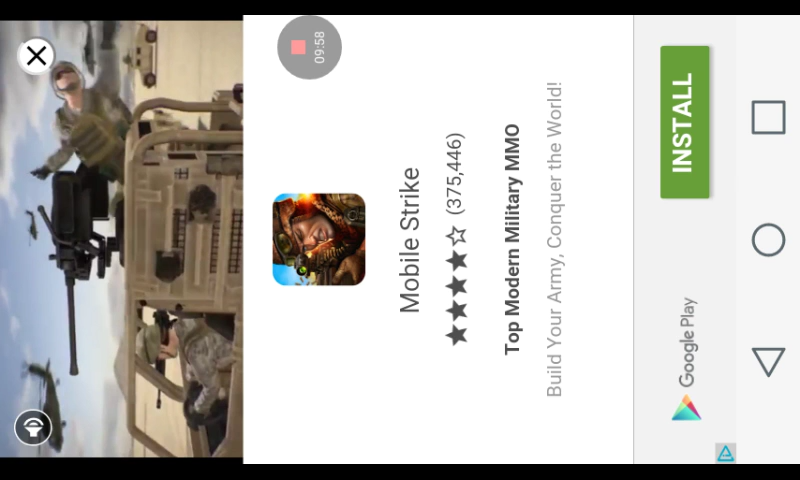 09:58
Mobile Strike
(375,446)
Top Modern Military MMO
Build Your Army, Conquer the World!
Google Play
INSTALL